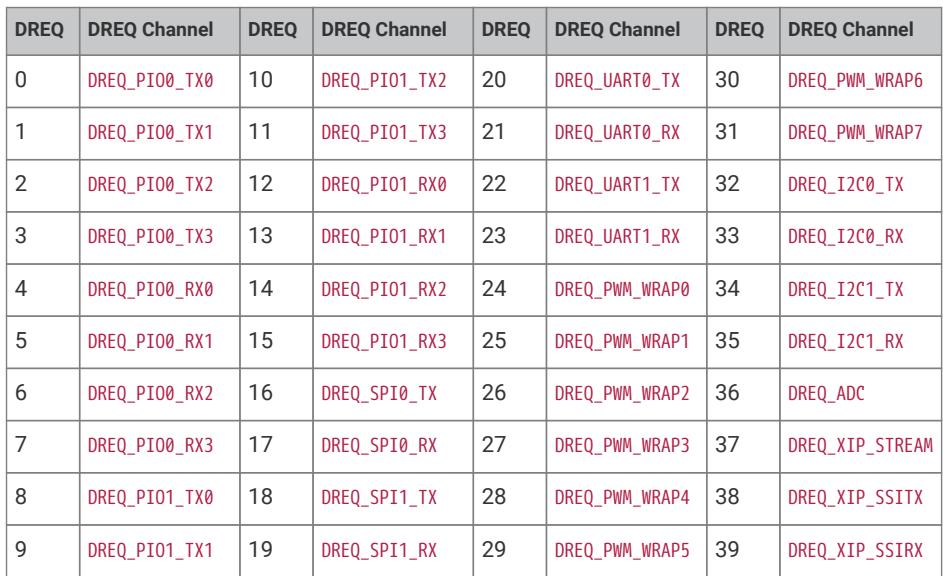 DREQ DREQ Channel DREQ DREQ Channel DREQ DREQ Channel DREQ DREQ Channel
0 DREQ_PIO0_TX0 10 DREQ_PIO1_TX2 20 DREQ_UART0_TX 30 DREQ_PWM_WRAP6
1 DREQ_PIO0_TX1 11 DREQ_PIO1_TX3 21 DREQ_UART0_RX 31 DREQ_PWM_WRAP7
2 DREQ_PIO0_TX2 12 DREQ_PIO1_RX0 22 DREQ_UART1_TX 32 DREQ_I2C0_TX
3 DREQ_PIO0_TX3 13 DREQ_PIO1_RX1 23 DREQ_UART1_RX 33 DREQ_I2C0_RX
4 DREQ_PIO0_RX0 14 DREQ_PIO1_RX2 24 DREQ_PWM_WRAP0 34 DREQ_I2C1_TX
5 DREQ_PIO0_RX1 15 DREQ_PIO1_RX3 25 DREQ_PWM_WRAP1 35 DREQ_I2C1_RX
6 DREQ_PIO0_RX2 16 DREQ_SPI0_TX 26 DREQ_PWM_WRAP2 36 DREQ_ADC
7 DREQ_PIO0_RX3 17 DREQ_SPI0_RX 27 DREQ_PWM_WRAP3 37 DREQ_XIP_STREAM
8 DREQ_PIO1_TX0 18 DREQ_SPI1_TX 28 DREQ_PWM_WRAP4 38 DREQ_XIP_SSITX
9 DREQ_PIO1_TX1 19 DREQ_SPI1_RX 29 DREQ_PWM_WRAP5 39 DREQ_XIP_SSIRX